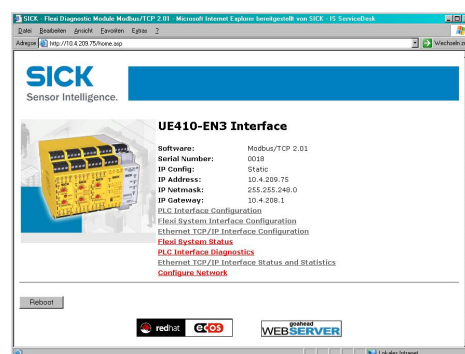 SICK - Flexi Diagnostic Module Modbus/TCP 2.01 - Microsoft Internet Explorer bereitgestellt von SICK - IS ServiceDesk
Datei Bearbeiten Ansicht Favoriten Extras ?
Adresse http://10.4.209.75/home.asp Wechseln zu
SICK
Sensor Intelligence.
UE410-EN3 Interface
Software: Modbus/TCP 2.01
Serial Number: 0018
IP Config: Static
IP Address: 10.4.209.75
IP Netmask: 255.255.248.0
IP Gateway: 10.4.208.1
PLC Interface Configuration
Flexi System Interface Configuration
Ethernet TCP/IP Interface Configuration
Flexi System Status
PLC Interface Diagnostics
Ethernet TCP/IP Interface Status and Statistics
Configure Network
Reboot
redhat eCos
goahead
WEBSERVER
Lokales Intranet